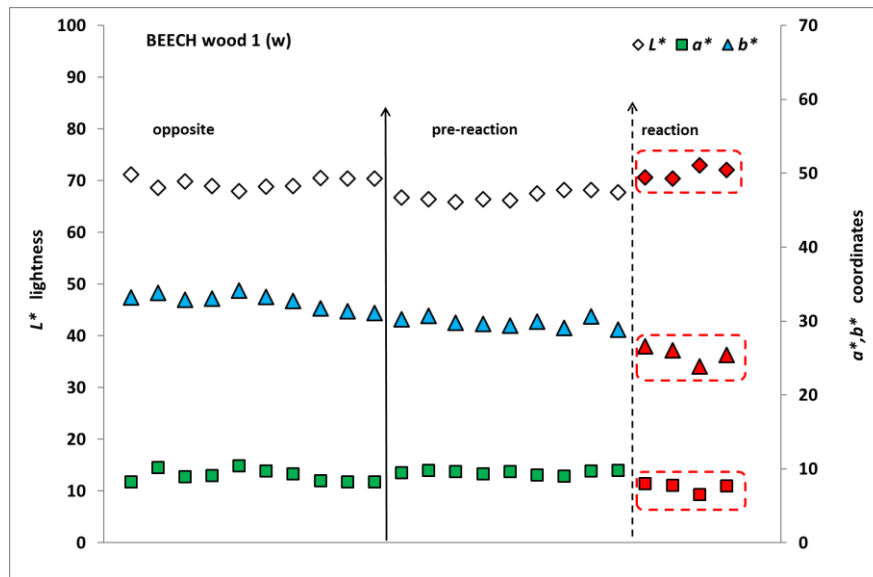 BEECH wood 1 (w)
L* a* b*
opposite
pre-reaction
reaction
L* lightness
100
90
80
70
60
50
40
30
20
10
0
a*,b* coordinates
70
60
50
40
30
20
10
0